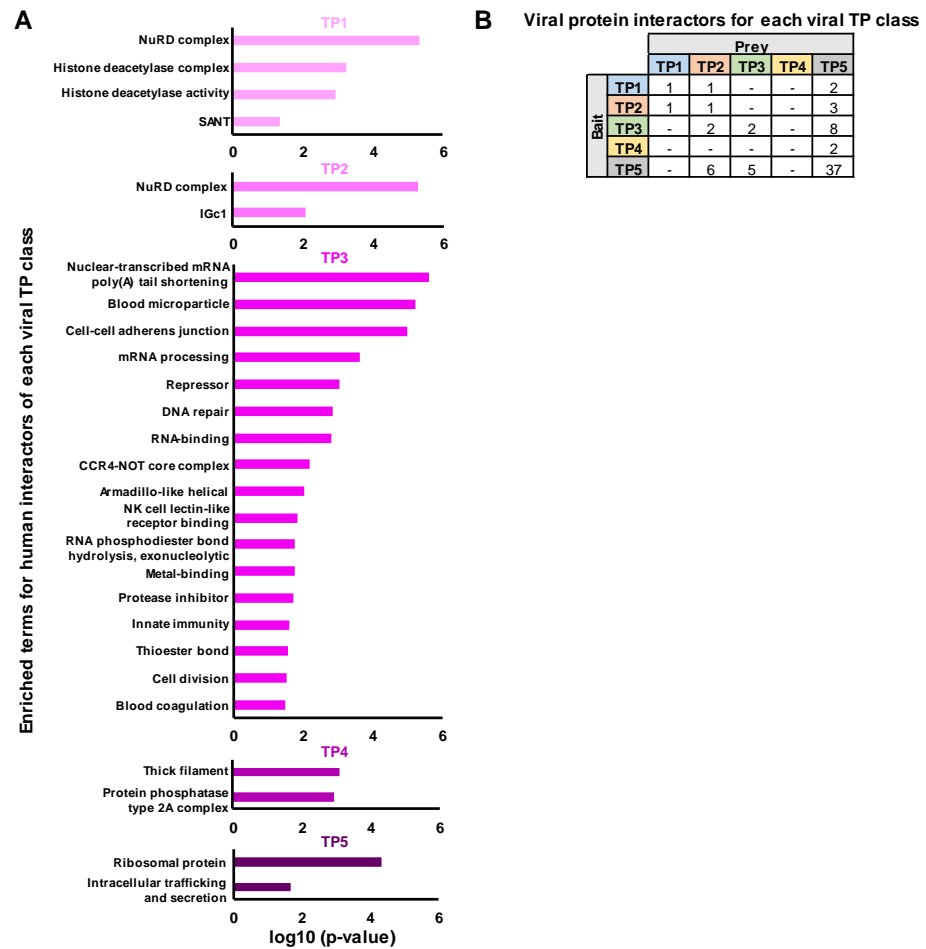 A
TP1
NuRD complex
Histone deacetylase complex
Histone deacetylase activity
SANT
0 2 4 6
TP2
NuRD complex
IGc1
0 2 4 6
TP3
Nuclear-transcribed mRNA
poly(A) tail shortening
Blood microparticle
Cell-cell adherens junction
mRNA processing
Repressor
DNA repair
RNA-binding
CCR4-NOT core complex
Armadillo-like helical
NK cell lectin-like
receptor binding
RNA phosphodiester bond
hydrolysis, exonucleolytic
Metal-binding
Protease inhibitor
Innate immunity
Thioester bond
Cell division
Blood coagulation
0 2 4 6
TP4
Thick filament
Protein phosphatase
type 2A complex
0 2 4 6
TP5
Ribosomal protein
Intracellular trafficking
and secretion
0 2 4 6
log10 (p-value)
Enriched terms for human interactors of each viral TP class
B
Viral protein interactors for each viral TP class
Prey
TP1 TP2 TP3 TP4 TP5
Bait
TP1 1 1 - - 2
TP2 1 1 - - 3
TP3 - 2 2 - 8
TP4 - - - - 2
TP5 - 6 5 - 37